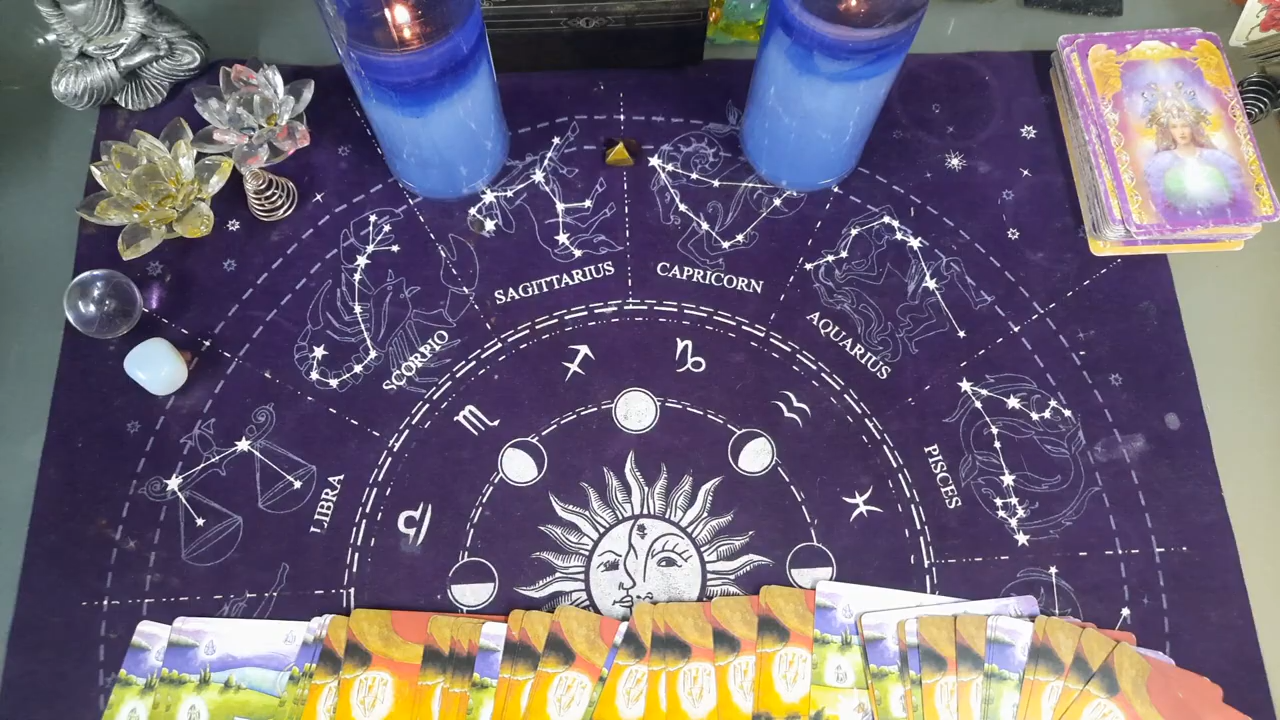 SAGITTARIUS
CAPRICORN
SCORPIO
AQUARIUS
LIBRA
PISCES